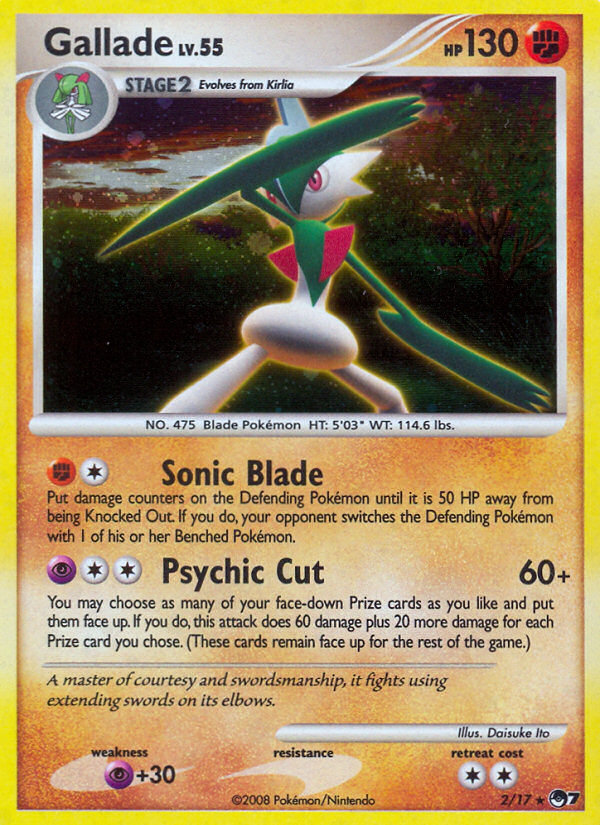 Gallade LV.55 HP 130
STAGE2 Evolves from Kirlia
NO. 475 Blade Pokémon HT: 5'03" WT: 114.6 lbs.
Sonic Blade
Put damage counters on the Defending Pokémon until it is 50 HP away from
being Knocked Out. If you do, your opponent switches the Defending Pokémon
with 1 of his or her Benched Pokémon.
Psychic Cut 60+
You may choose as many of your face-down Prize cards as you like and put
them face up. If you do, this attack does 60 damage plus 20 more damage for each
Prize card you chose. (These cards remain face up for the rest of the game.)
A master of courtesy and swordsmanship, it fights using
extending swords on its elbows.
Illus. Daisuke Ito
weakness resistance retreat cost
+30
©2008 Pokémon/Nintendo 2/17 ★ 7